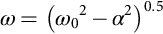 ω = (ω₀² − α²)^0.5